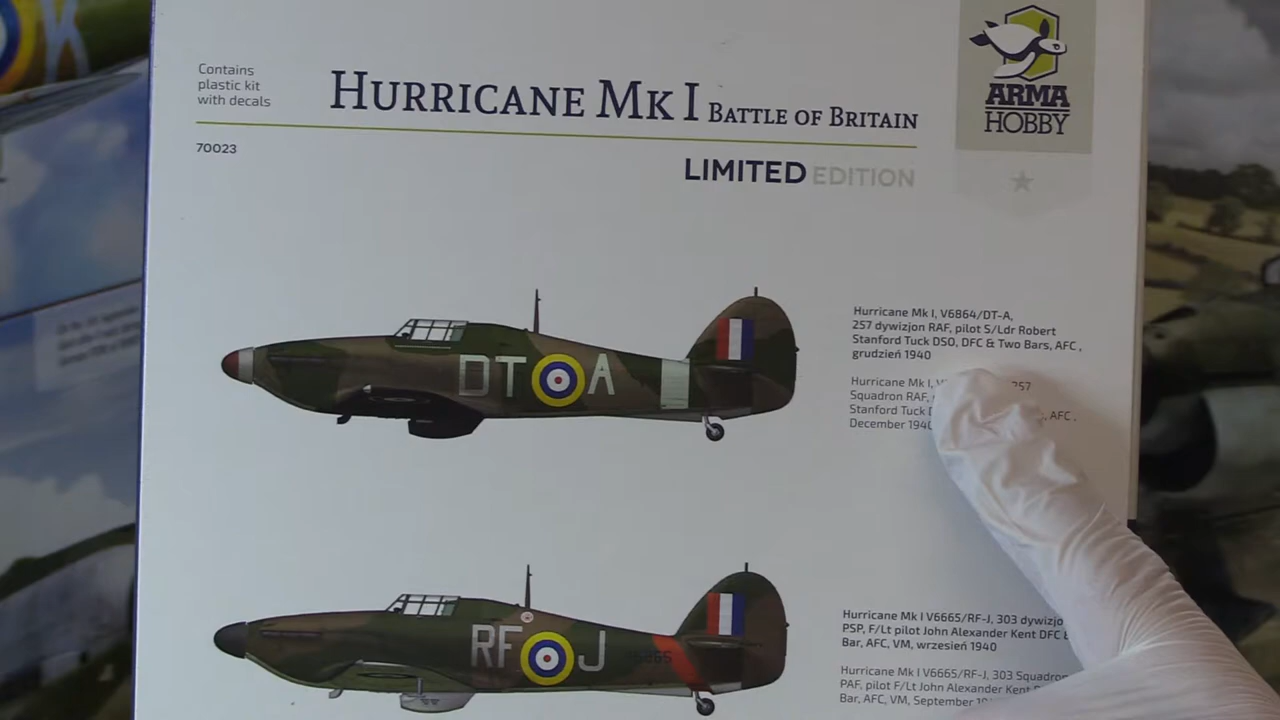 K
Contains
plastic kit
with decals
HURRICANE MK I BATTLE OF BRITAIN
ARMA
HOBBY
70023
LIMITED EDITION
DT A
Hurricane Mk I, V6864/DT-A,
257 dywizjon RAF, pilot S/Ldr Robert
Stanford Tuck DSO, DFC & Two Bars, AFC,
grudzień 1940
Hurricane Mk I, 257
Squadron RAF,
Stanford Tuck , AFC.
December 1940
RF J
Hurricane Mk I V6665/RF-J, 303 dywizjo
PSP, F/Lt pilot John Alexander Kent DFC &
Bar, AFC, VM, wrzesień 1940
Hurricane Mk I V6665/RF-J, 303 Squadron
PAF, pilot F/Lt John Alexander Kent
Bar, AFC, VM, September